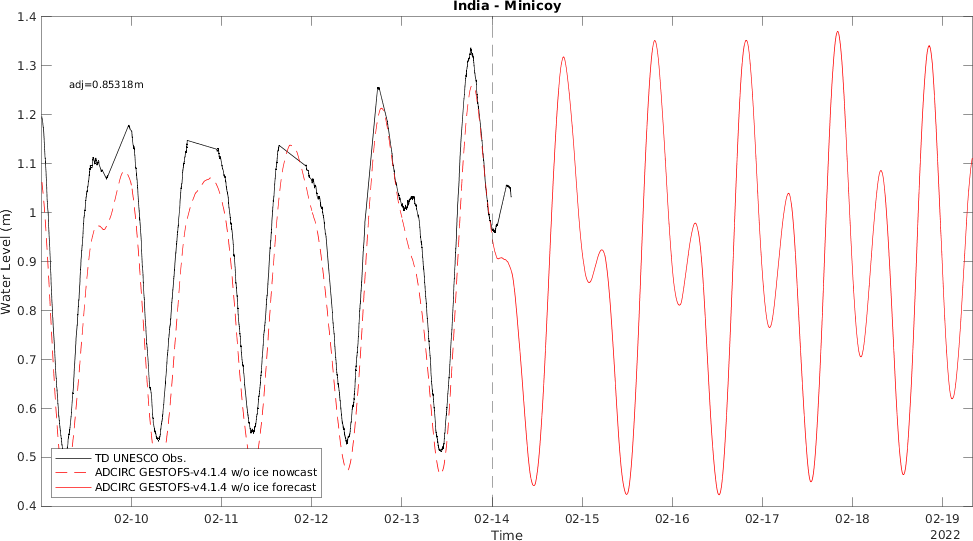 India - Minicoy
1.4
1.3
1.2
1.1
1
0.9
0.8
0.7
0.6
0.5
0.4
Water Level (m)
adj=0.85318m
TD UNESCO Obs.
ADCIRC GESTOFS-v4.1.4 w/o ice nowcast
ADCIRC GESTOFS-v4.1.4 w/o ice forecast
02-10 02-11 02-12 02-13 02-14 02-15 02-16 02-17 02-18 02-19
Time
2022